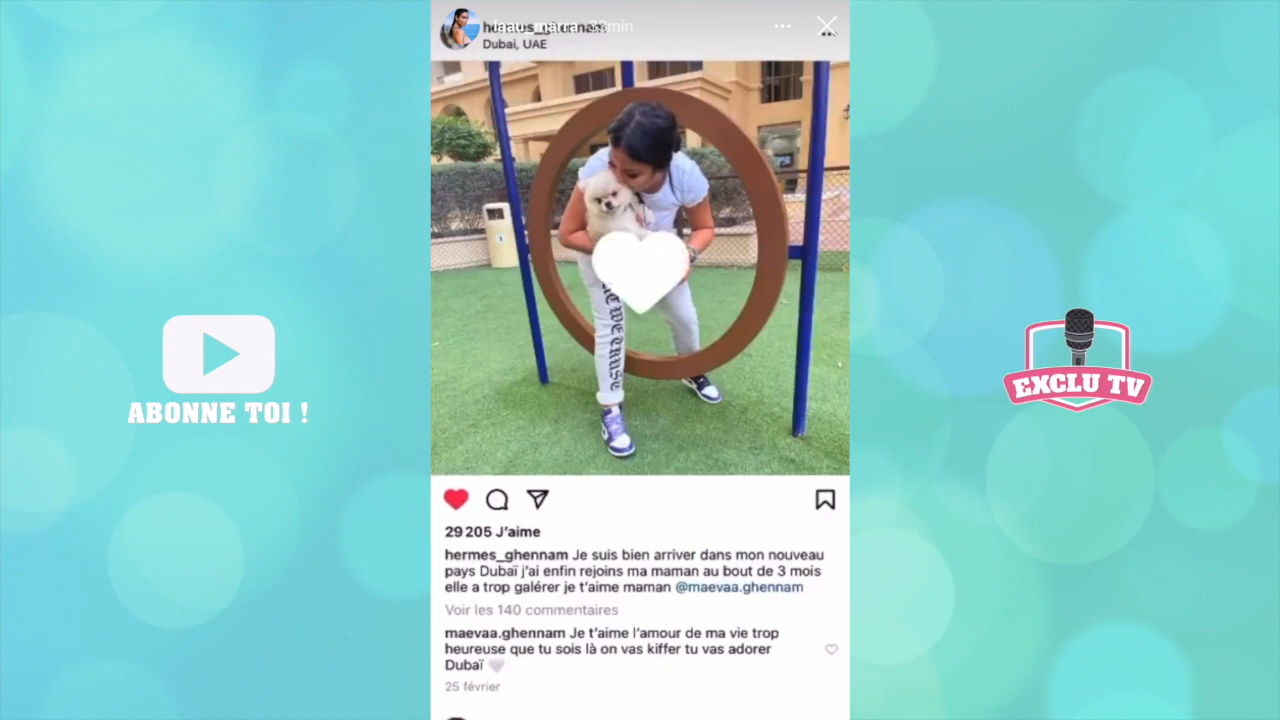 hermes_ghennam
laau_marra 22min
Dubai, UAE
ABONNE TOI !
EXCLU TV
29 205 J'aime
hermes_ghennam Je suis bien arriver dans mon nouveau
pays Dubaï j'ai enfin rejoins ma maman au bout de 3 mois
elle a trop galérer je t'aime maman @maevaa.ghennam
Voir les 140 commentaires
maevaa.ghennam Je t'aime l'amour de ma vie trop
heureuse que tu sois là on vas kiffer tu vas adorer
Dubaï
25 février